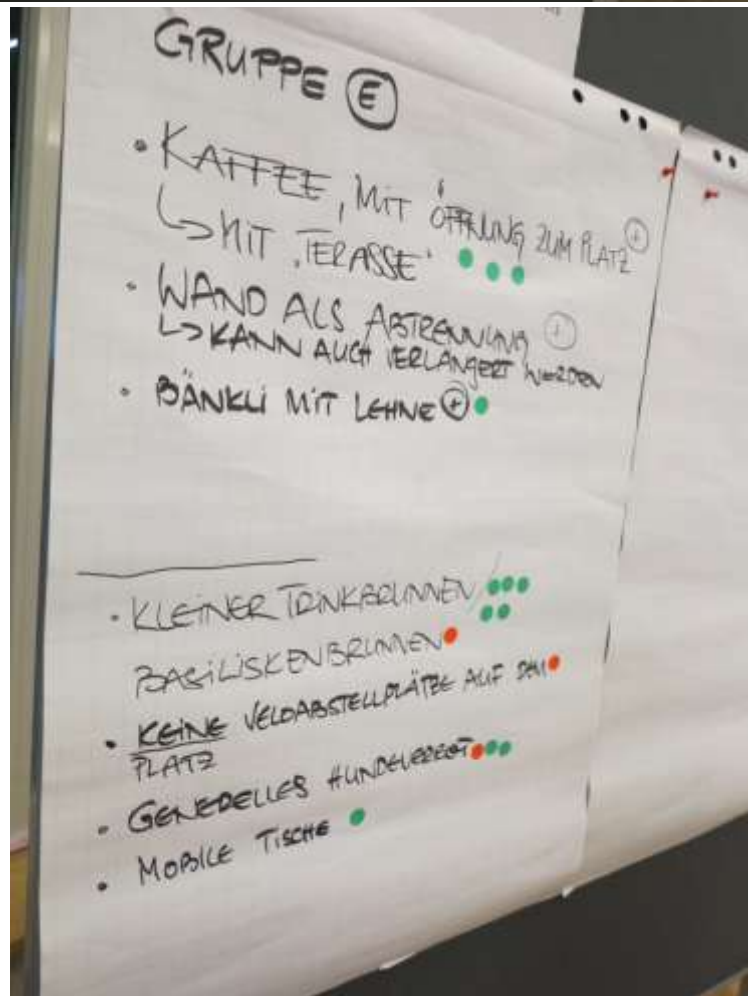 GRUPPE E
• KAFFEE, MIT ÖFFNUNG ZUM PLATZ +
↳ MIT "TERASSE"
• WAND ALS ABTRENNUNG +
↳ KANN AUCH VERLÄNGERT WERDEN
• BÄNKLI MIT LEHNE +
• KLEINER TRINKBRUNNEN /
BASILISKENBRUNNEN
• KEINE VELOABSTELLPLÄTZE AUF DEM
PLATZ
• GENERELLES HUNDEVERBOT
• MOBILE TISCHE